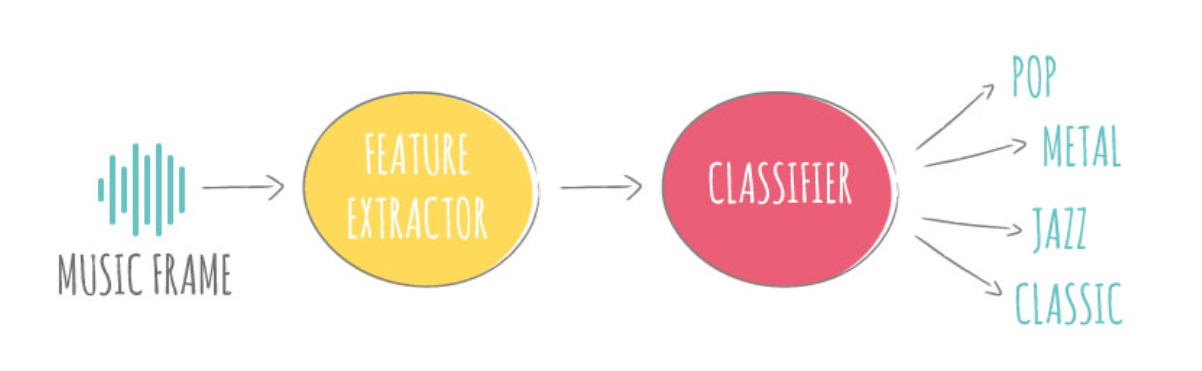 MUSIC FRAME
FEATURE
EXTRACTOR
CLASSIFIER
POP
METAL
JAZZ
CLASSIC